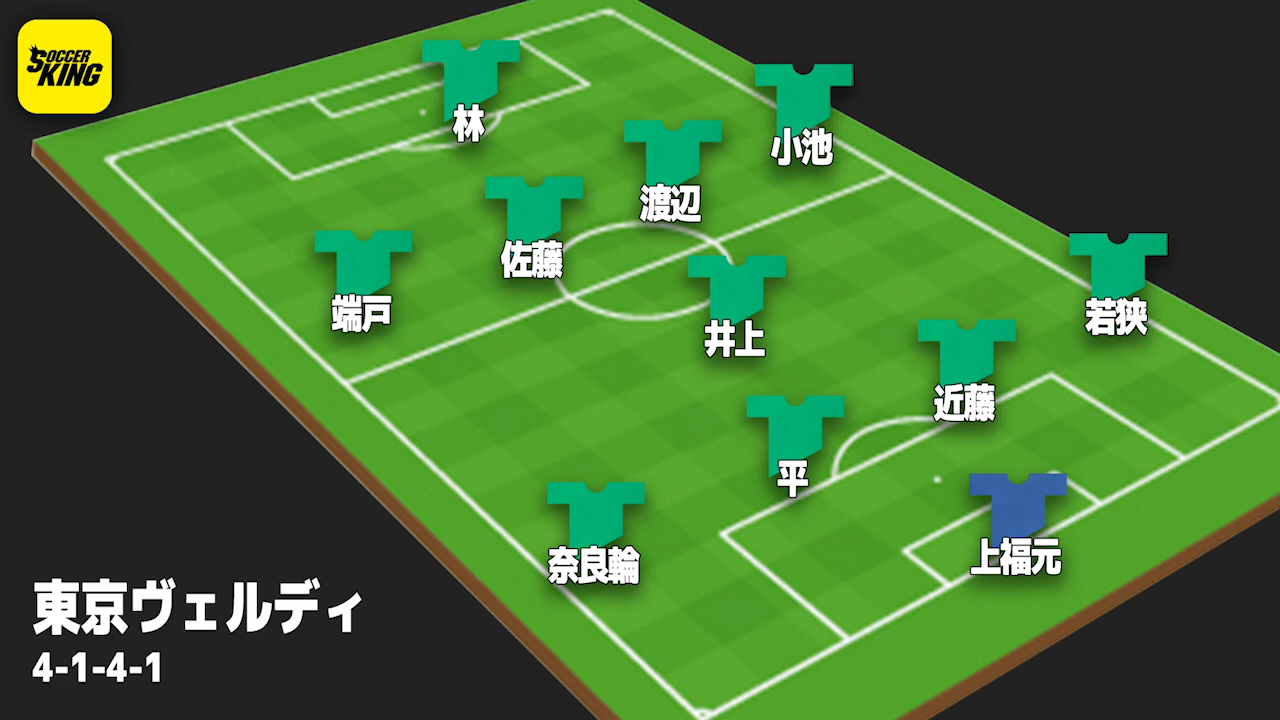 SOCCER
KING
林
小池
渡辺
佐藤
端戸
井上
若狭
近藤
平
奈良輪
上福元
東京ヴェルディ
4-1-4-1